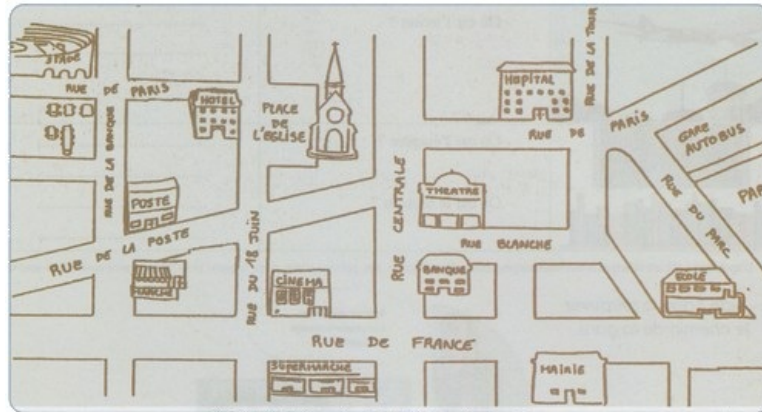 STADE
RUE DE PARIS
HOTEL
PLACE
DE
L'EGLISE
HOPITAL
RUE DE LA TOUR
RUE DE PARIS
GARE
AUTOBUS
RUE DE LA BANQUE
POSTE
RUE DE LA POSTE
RUE DU 18 JUIN
RUE CENTRALE
THEATRE
RUE BLANCHE
RUE DU PARC
PAR
MARCHE
CINEMA
BANQUE
ECOLE
RUE DE FRANCE
SUPERMARCHE
MAIRIE